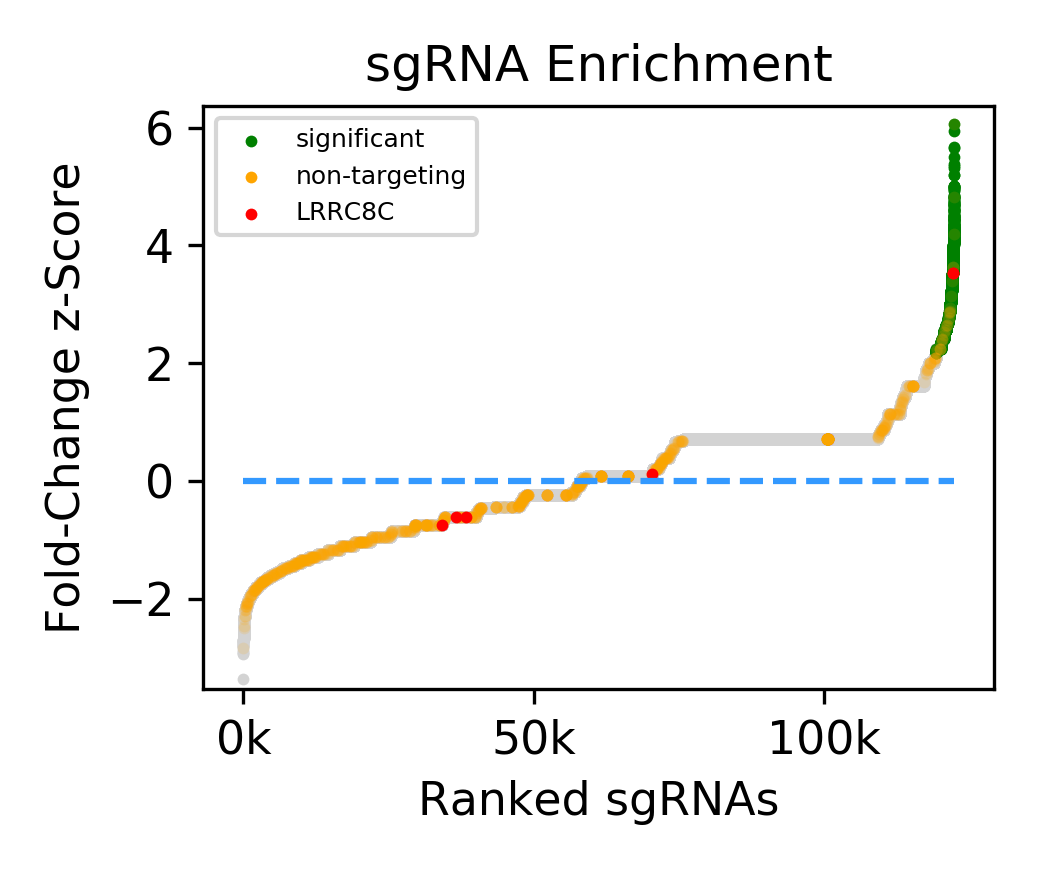 sgRNA Enrichment
significant
non-targeting
LRRC8C
Fold-Change z-Score
6
4
2
0
−2
0k
50k
100k
Ranked sgRNAs